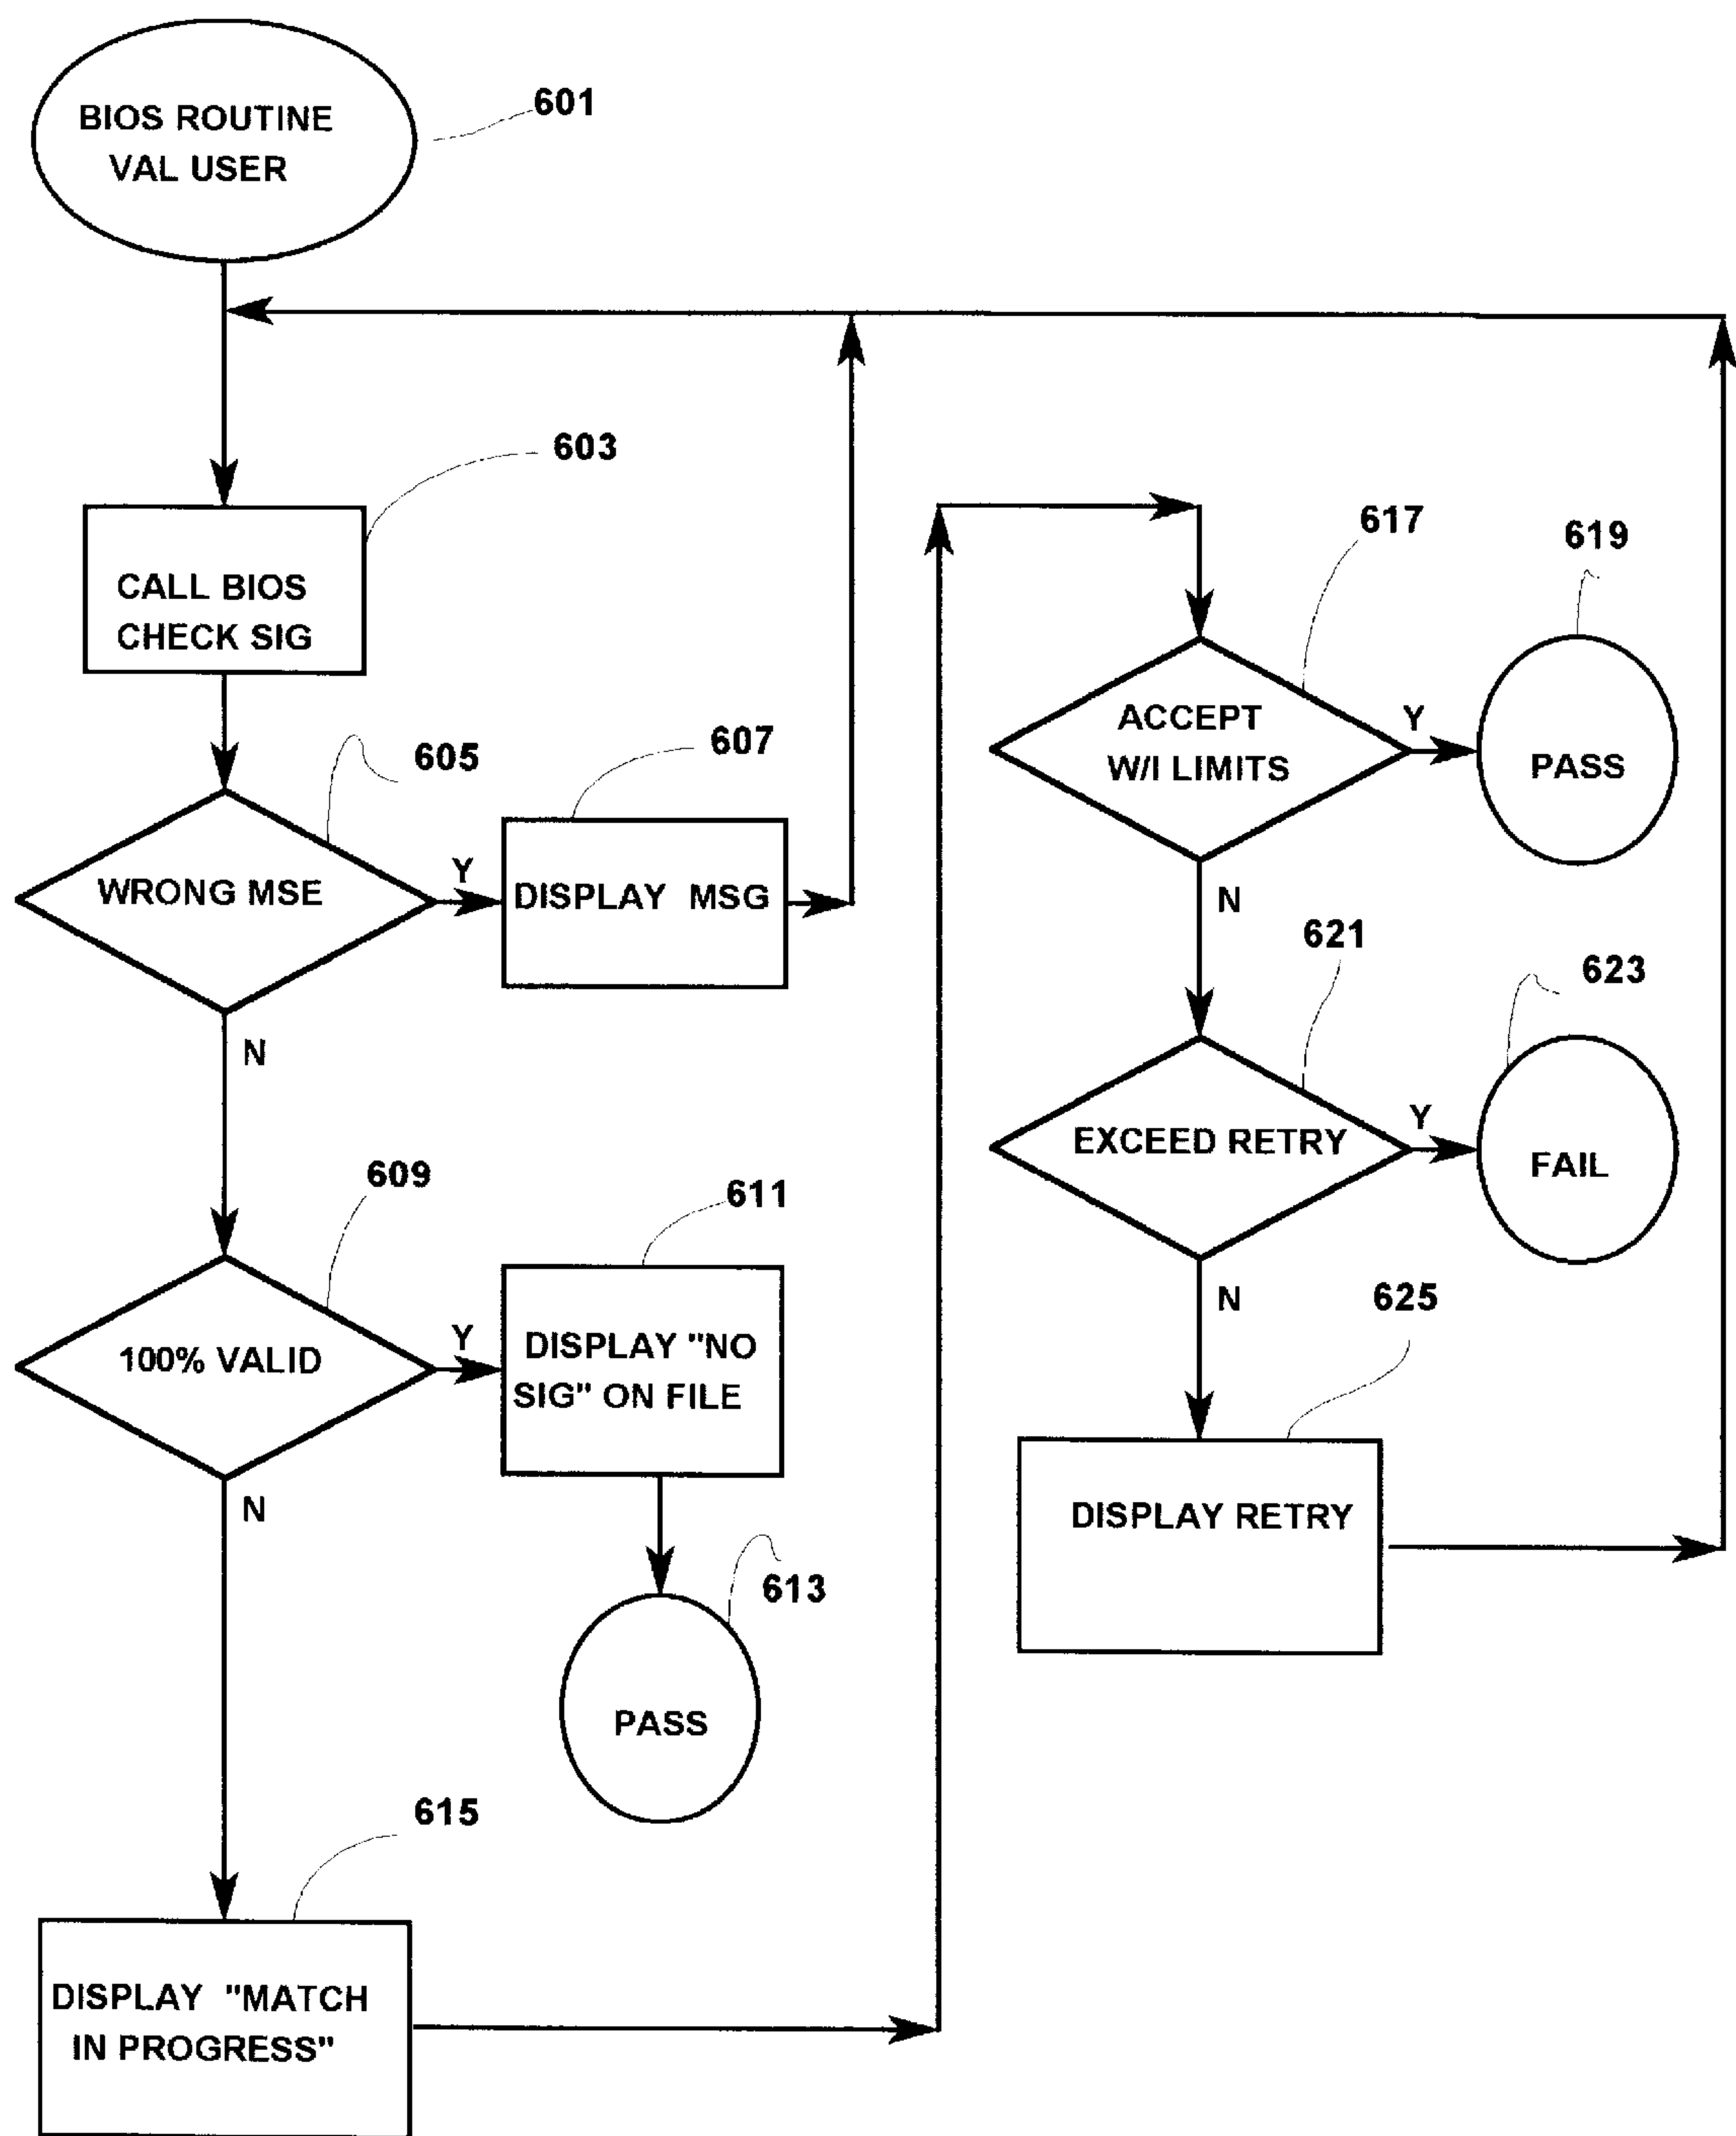 BIOS ROUTINE
VAL USER
601
603
CALL BIOS
CHECK SIG
605
WRONG MSE
Y
607
DISPLAY MSG
N
609
100% VALID
Y
611
DISPLAY "NO
SIG" ON FILE
613
PASS
N
615
DISPLAY "MATCH
IN PROGRESS"
617
ACCEPT
W/I LIMITS
Y
619
PASS
N
621
EXCEED RETRY
Y
623
FAIL
N
625
DISPLAY RETRY